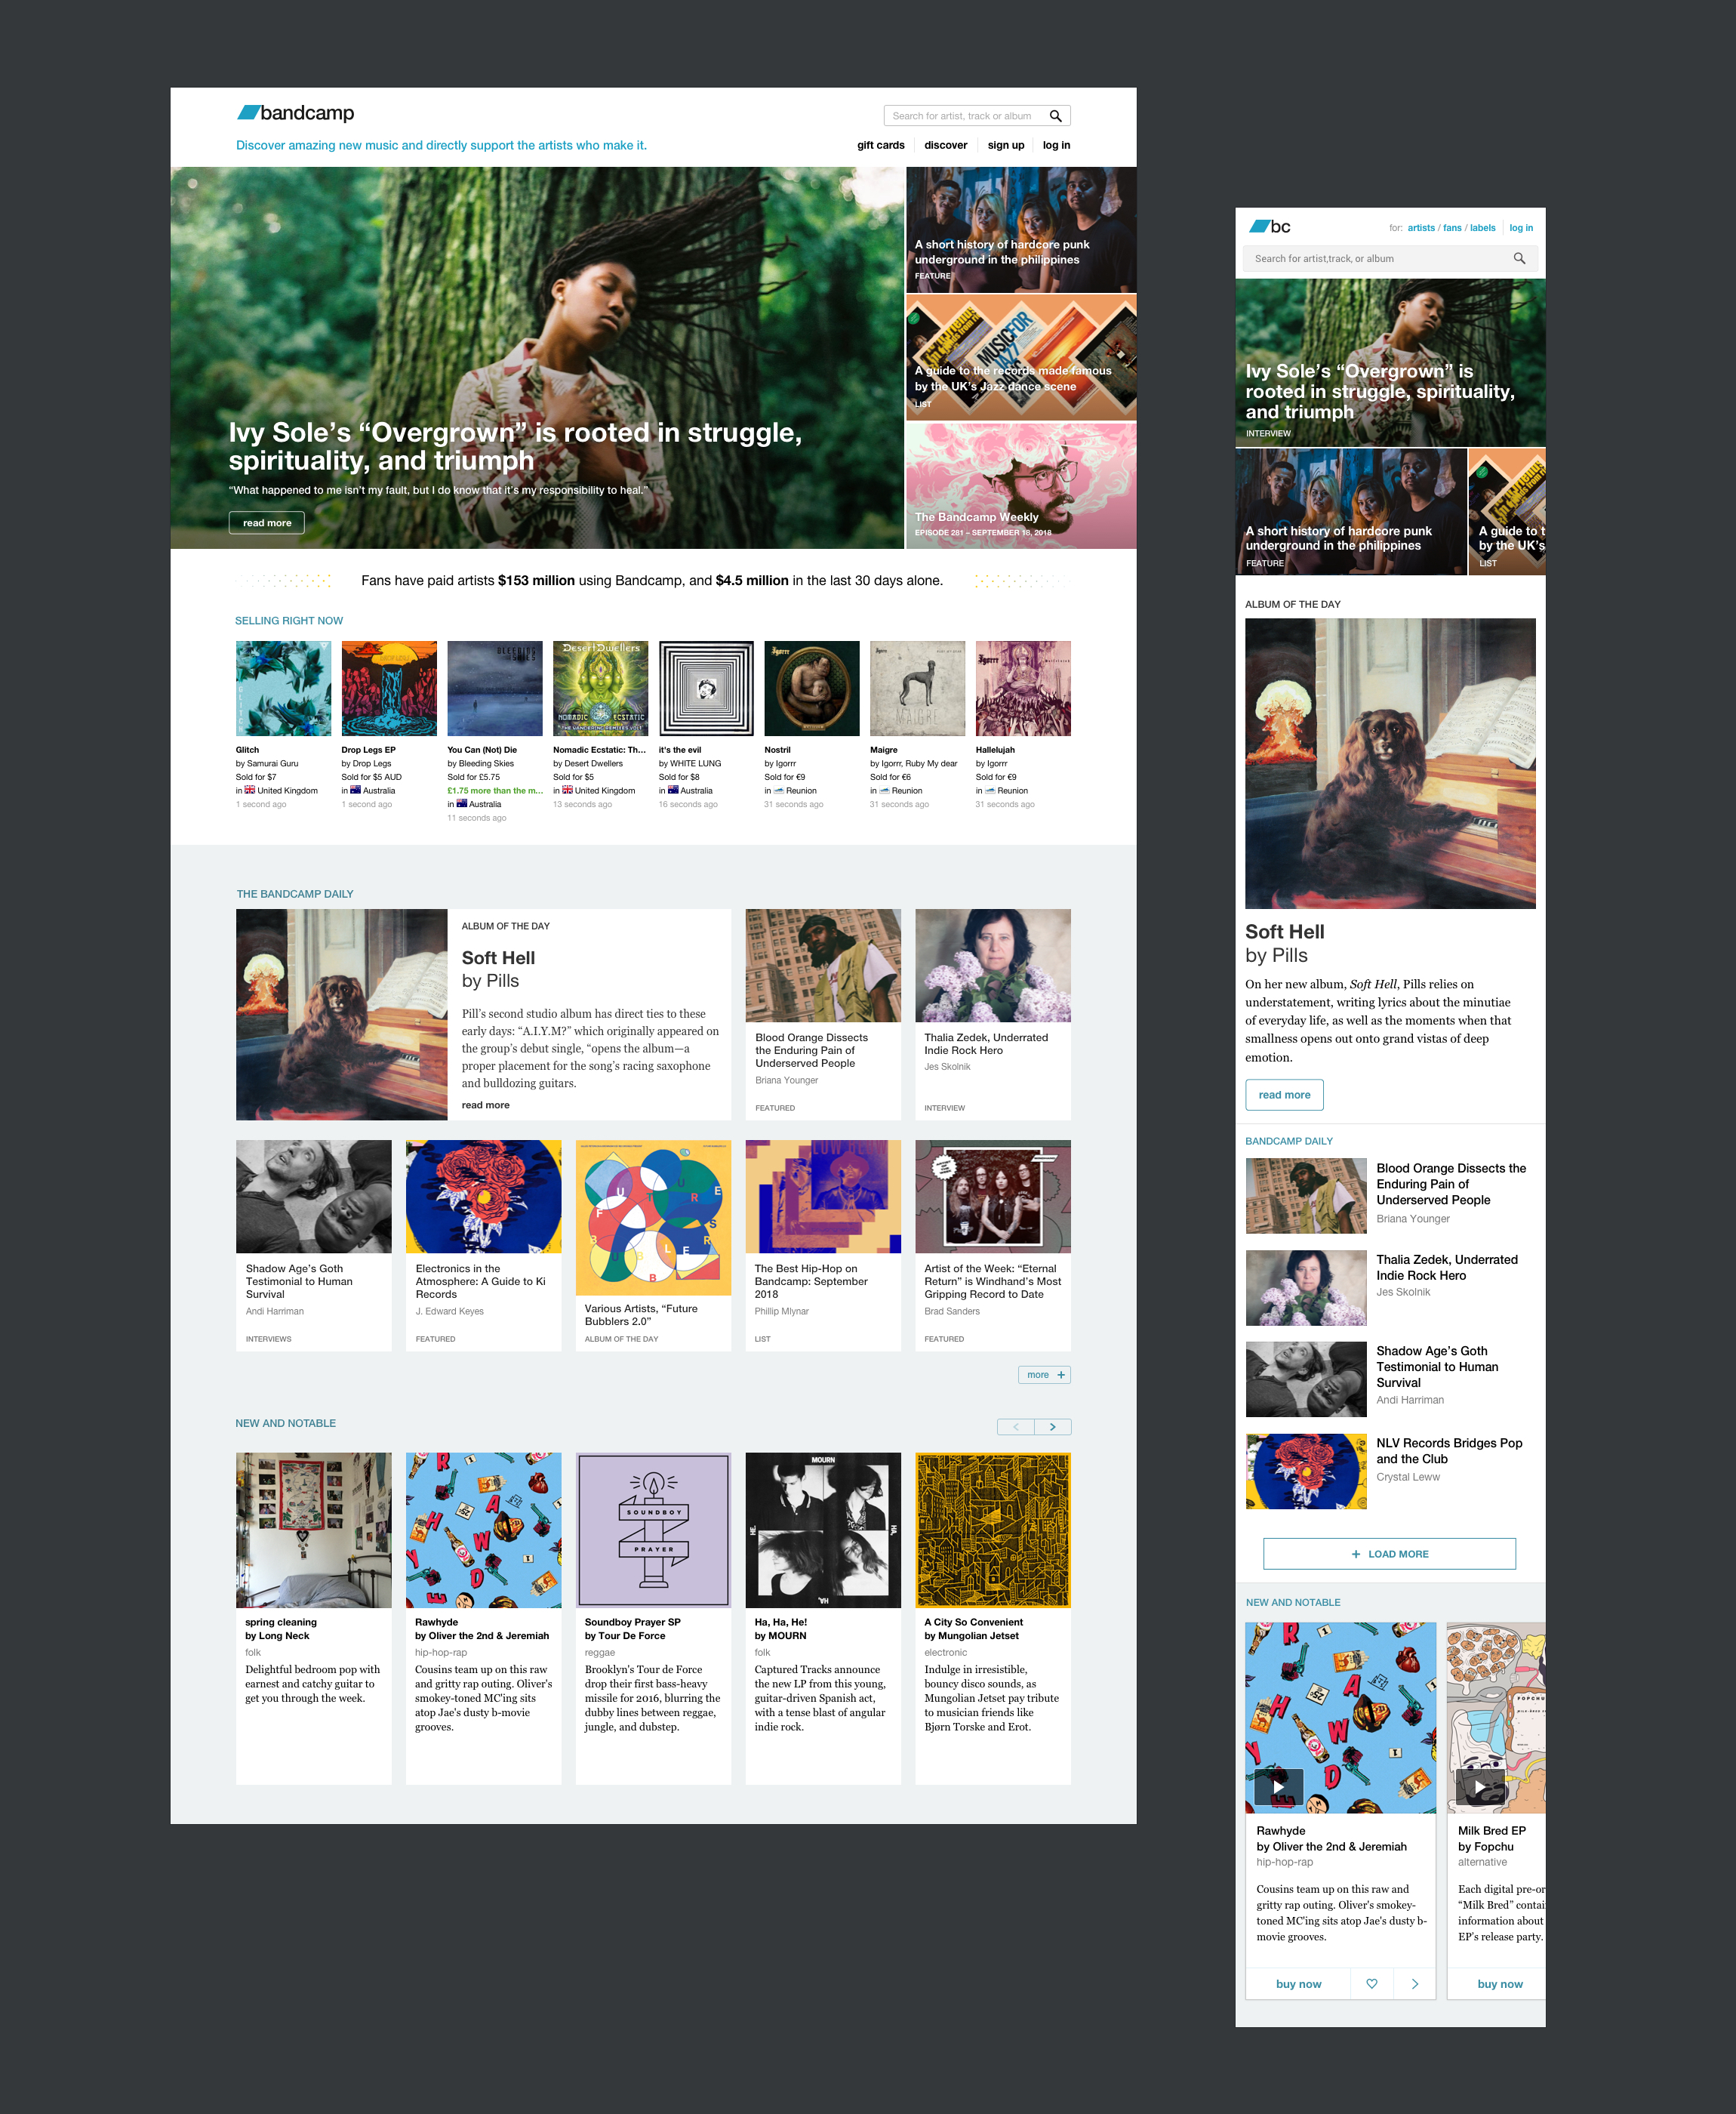 bandcamp
Search for artist, track or album
Discover amazing new music and directly support the artists who make it.
gift cards
discover
sign up
log in
Ivy Sole’s “Overgrown” is rooted in struggle,
spirituality, and triumph
“What happened to me isn’t my fault, but I do know that it’s my responsibility to heal.”
read more
A short history of hardcore punk
underground in the philippines
FEATURE
A guide to the records made famous
by the UK’s Jazz dance scene
LIST
The Bandcamp Weekly
EPISODE 281 – SEPTEMBER 18, 2018
Fans have paid artists $153 million using Bandcamp, and $4.5 million in the last 30 days alone.
SELLING RIGHT NOW
Glitch
by Samurai Guru
Sold for $7
in United Kingdom
1 second ago
Drop Legs EP
by Drop Legs
Sold for $5 AUD
in Australia
1 second ago
BLEEDING
SKIES
You Can (Not) Die
by Bleeding Skies
Sold for £5.75
£1.75 more than the m...
in Australia
11 seconds ago
Desert Dwellers
NOMADIC ECSTATIC
Nomadic Ecstatic: Th...
by Desert Dwellers
Sold for $5
in United Kingdom
13 seconds ago
it's the evil
by WHITE LUNG
Sold for $8
in Australia
16 seconds ago
Igorrr
Nostril
by Igorrr
Sold for €9
in Reunion
31 seconds ago
MAIGRE
Maigre
by Igorrr, Ruby My dear
Sold for €6
in Reunion
31 seconds ago
Igorrr
Hallelujah
by Igorrr
Sold for €9
in Reunion
31 seconds ago
THE BANDCAMP DAILY
ALBUM OF THE DAY
Soft Hell
by Pills
Pill’s second studio album has direct ties to these
early days: “A.I.Y.M?” which originally appeared on
the group’s debut single, “opens the album—a
proper placement for the song’s racing saxophone
and bulldozing guitars.
read more
Blood Orange Dissects
the Enduring Pain of
Underserved People
Briana Younger
FEATURED
Thalia Zedek, Underrated
Indie Rock Hero
Jes Skolnik
INTERVIEW
Shadow Age’s Goth
Testimonial to Human
Survival
Andi Harriman
INTERVIEWS
Electronics in the
Atmosphere: A Guide to Ki
Records
J. Edward Keyes
FEATURED
FUTURES
BUBBLER
Various Artists, “Future
Bubblers 2.0”
ALBUM OF THE DAY
The Best Hip-Hop on
Bandcamp: September
2018
Phillip Mlynar
LIST
Artist of the Week: “Eternal
Return” is Windhand’s Most
Gripping Record to Date
Brad Sanders
FEATURED
more +
NEW AND NOTABLE
spring cleaning
by Long Neck
folk
Delightful bedroom pop with
earnest and catchy guitar to
get you through the week.
Rawhyde
by Oliver the 2nd & Jeremiah
hip-hop-rap
Cousins team up on this raw
and gritty rap outing. Oliver's
smokey-toned MC'ing sits
atop Jae's dusty b-movie
grooves.
SOUNDBOY
PRAYER
Soundboy Prayer SP
by Tour De Force
reggae
Brooklyn's Tour de Force
drop their first bass-heavy
missile for 2016, blurring the
dubby lines between reggae,
jungle, and dubstep.
MOURN
HE,
HA,
HA,
Ha, Ha, He!
by MOURN
folk
Captured Tracks announce
the new LP from this young,
guitar-driven Spanish act,
with a tense blast of angular
indie rock.
A City So Convenient
by Mungolian Jetset
electronic
Indulge in irresistible,
bouncy disco sounds, as
Mungolian Jetset pay tribute
to musician friends like
Bjørn Torske and Erot.
bc
for: artists / fans / labels
log in
Search for artist,track, or album
Ivy Sole’s “Overgrown” is
rooted in struggle, spirituality,
and triumph
INTERVIEW
A short history of hardcore punk
underground in the philippines
FEATURE
A guide to t
by the UK’s
LIST
ALBUM OF THE DAY
Soft Hell
by Pills
On her new album, Soft Hell, Pills relies on
understatement, writing lyrics about the minutiae
of everyday life, as well as the moments when that
smallness opens out onto grand vistas of deep
emotion.
read more
BANDCAMP DAILY
Blood Orange Dissects the
Enduring Pain of
Underserved People
Briana Younger
Thalia Zedek, Underrated
Indie Rock Hero
Jes Skolnik
Shadow Age’s Goth
Testimonial to Human
Survival
Andi Harriman
NLV Records Bridges Pop
and the Club
Crystal Leww
+ LOAD MORE
NEW AND NOTABLE
Rawhyde
by Oliver the 2nd & Jeremiah
hip-hop-rap
Cousins team up on this raw and
gritty rap outing. Oliver's smokey-
toned MC'ing sits atop Jae's dusty b-
movie grooves.
buy now
Milk Bred EP
by Fopchu
alternative
Each digital pre-or
“Milk Bred” contai
information about
EP's release party.
buy now